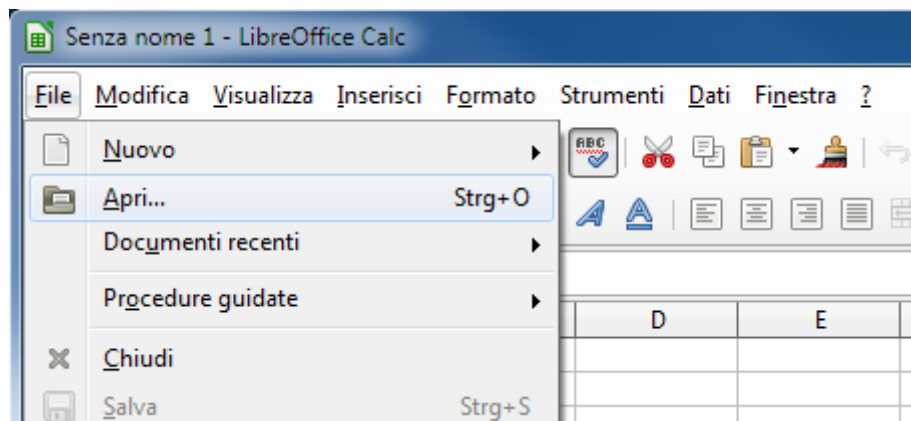 Senza nome 1 - LibreOffice Calc
File Modifica Visualizza Inserisci Formato Strumenti Dati Finestra ?
Nuovo
ABC
Apri... Strg+O
Documenti recenti
Procedure guidate
D E
Chiudi
Salva Strg+S